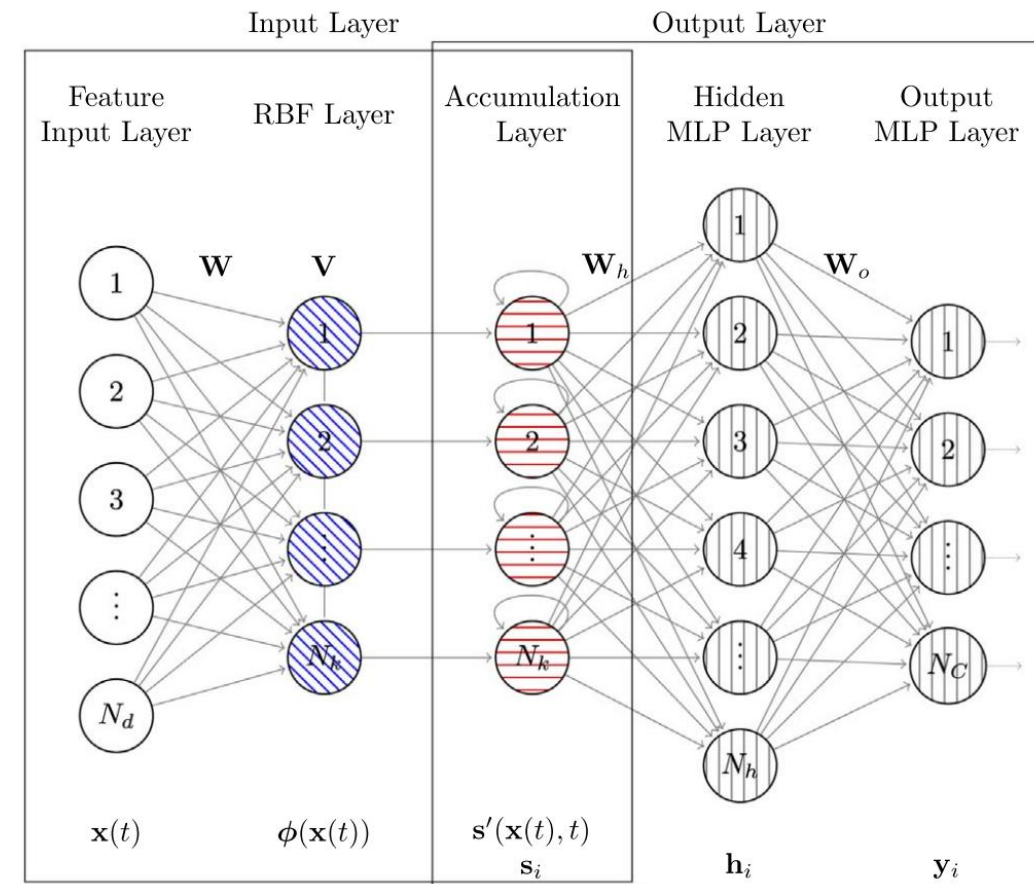 Input Layer
Output Layer
Feature
Input Layer
RBF Layer
Accumulation
Layer
Hidden
MLP Layer
Output
MLP Layer
W
V
W_h
W_o
1
2
3
⋮
N_d
1
2
⋮
N_k
1
2
⋮
N_k
1
2
3
4
⋮
N_h
1
2
⋮
N_C
x(t)
ϕ(x(t))
s′(x(t), t)
s_i
h_i
y_i